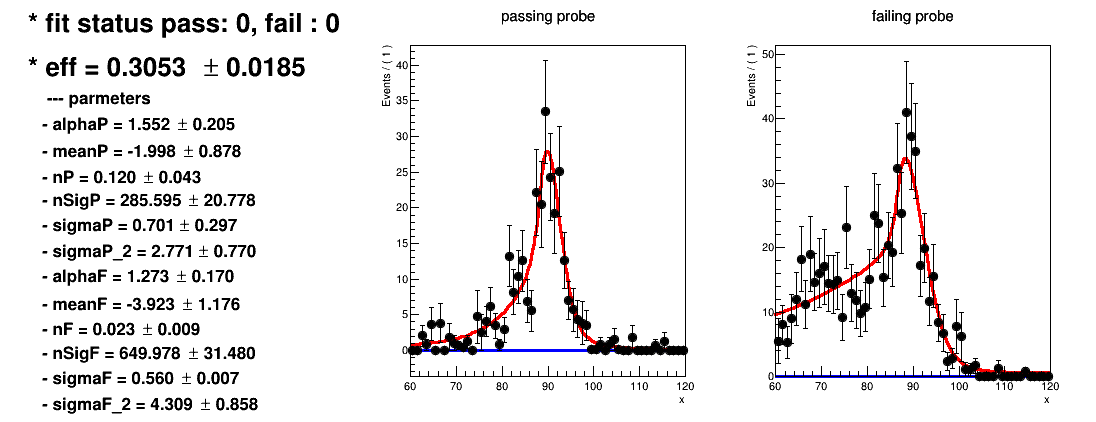 * fit status pass: 0, fail : 0
* eff = 0.3053 ± 0.0185
--- parmeters
- alphaP = 1.552 ± 0.205
- meanP = -1.998 ± 0.878
- nP = 0.120 ± 0.043
- nSigP = 285.595 ± 20.778
- sigmaP = 0.701 ± 0.297
- sigmaP_2 = 2.771 ± 0.770
- alphaF = 1.273 ± 0.170
- meanF = -3.923 ± 1.176
- nF = 0.023 ± 0.009
- nSigF = 649.978 ± 31.480
- sigmaF = 0.560 ± 0.007
- sigmaF_2 = 4.309 ± 0.858
passing probe
Events / ( 1 )
40
35
30
25
20
15
10
5
0
60 70 80 90 100 110 120
x
failing probe
Events / ( 1 )
50
40
30
20
10
0
60 70 80 90 100 110 120
x